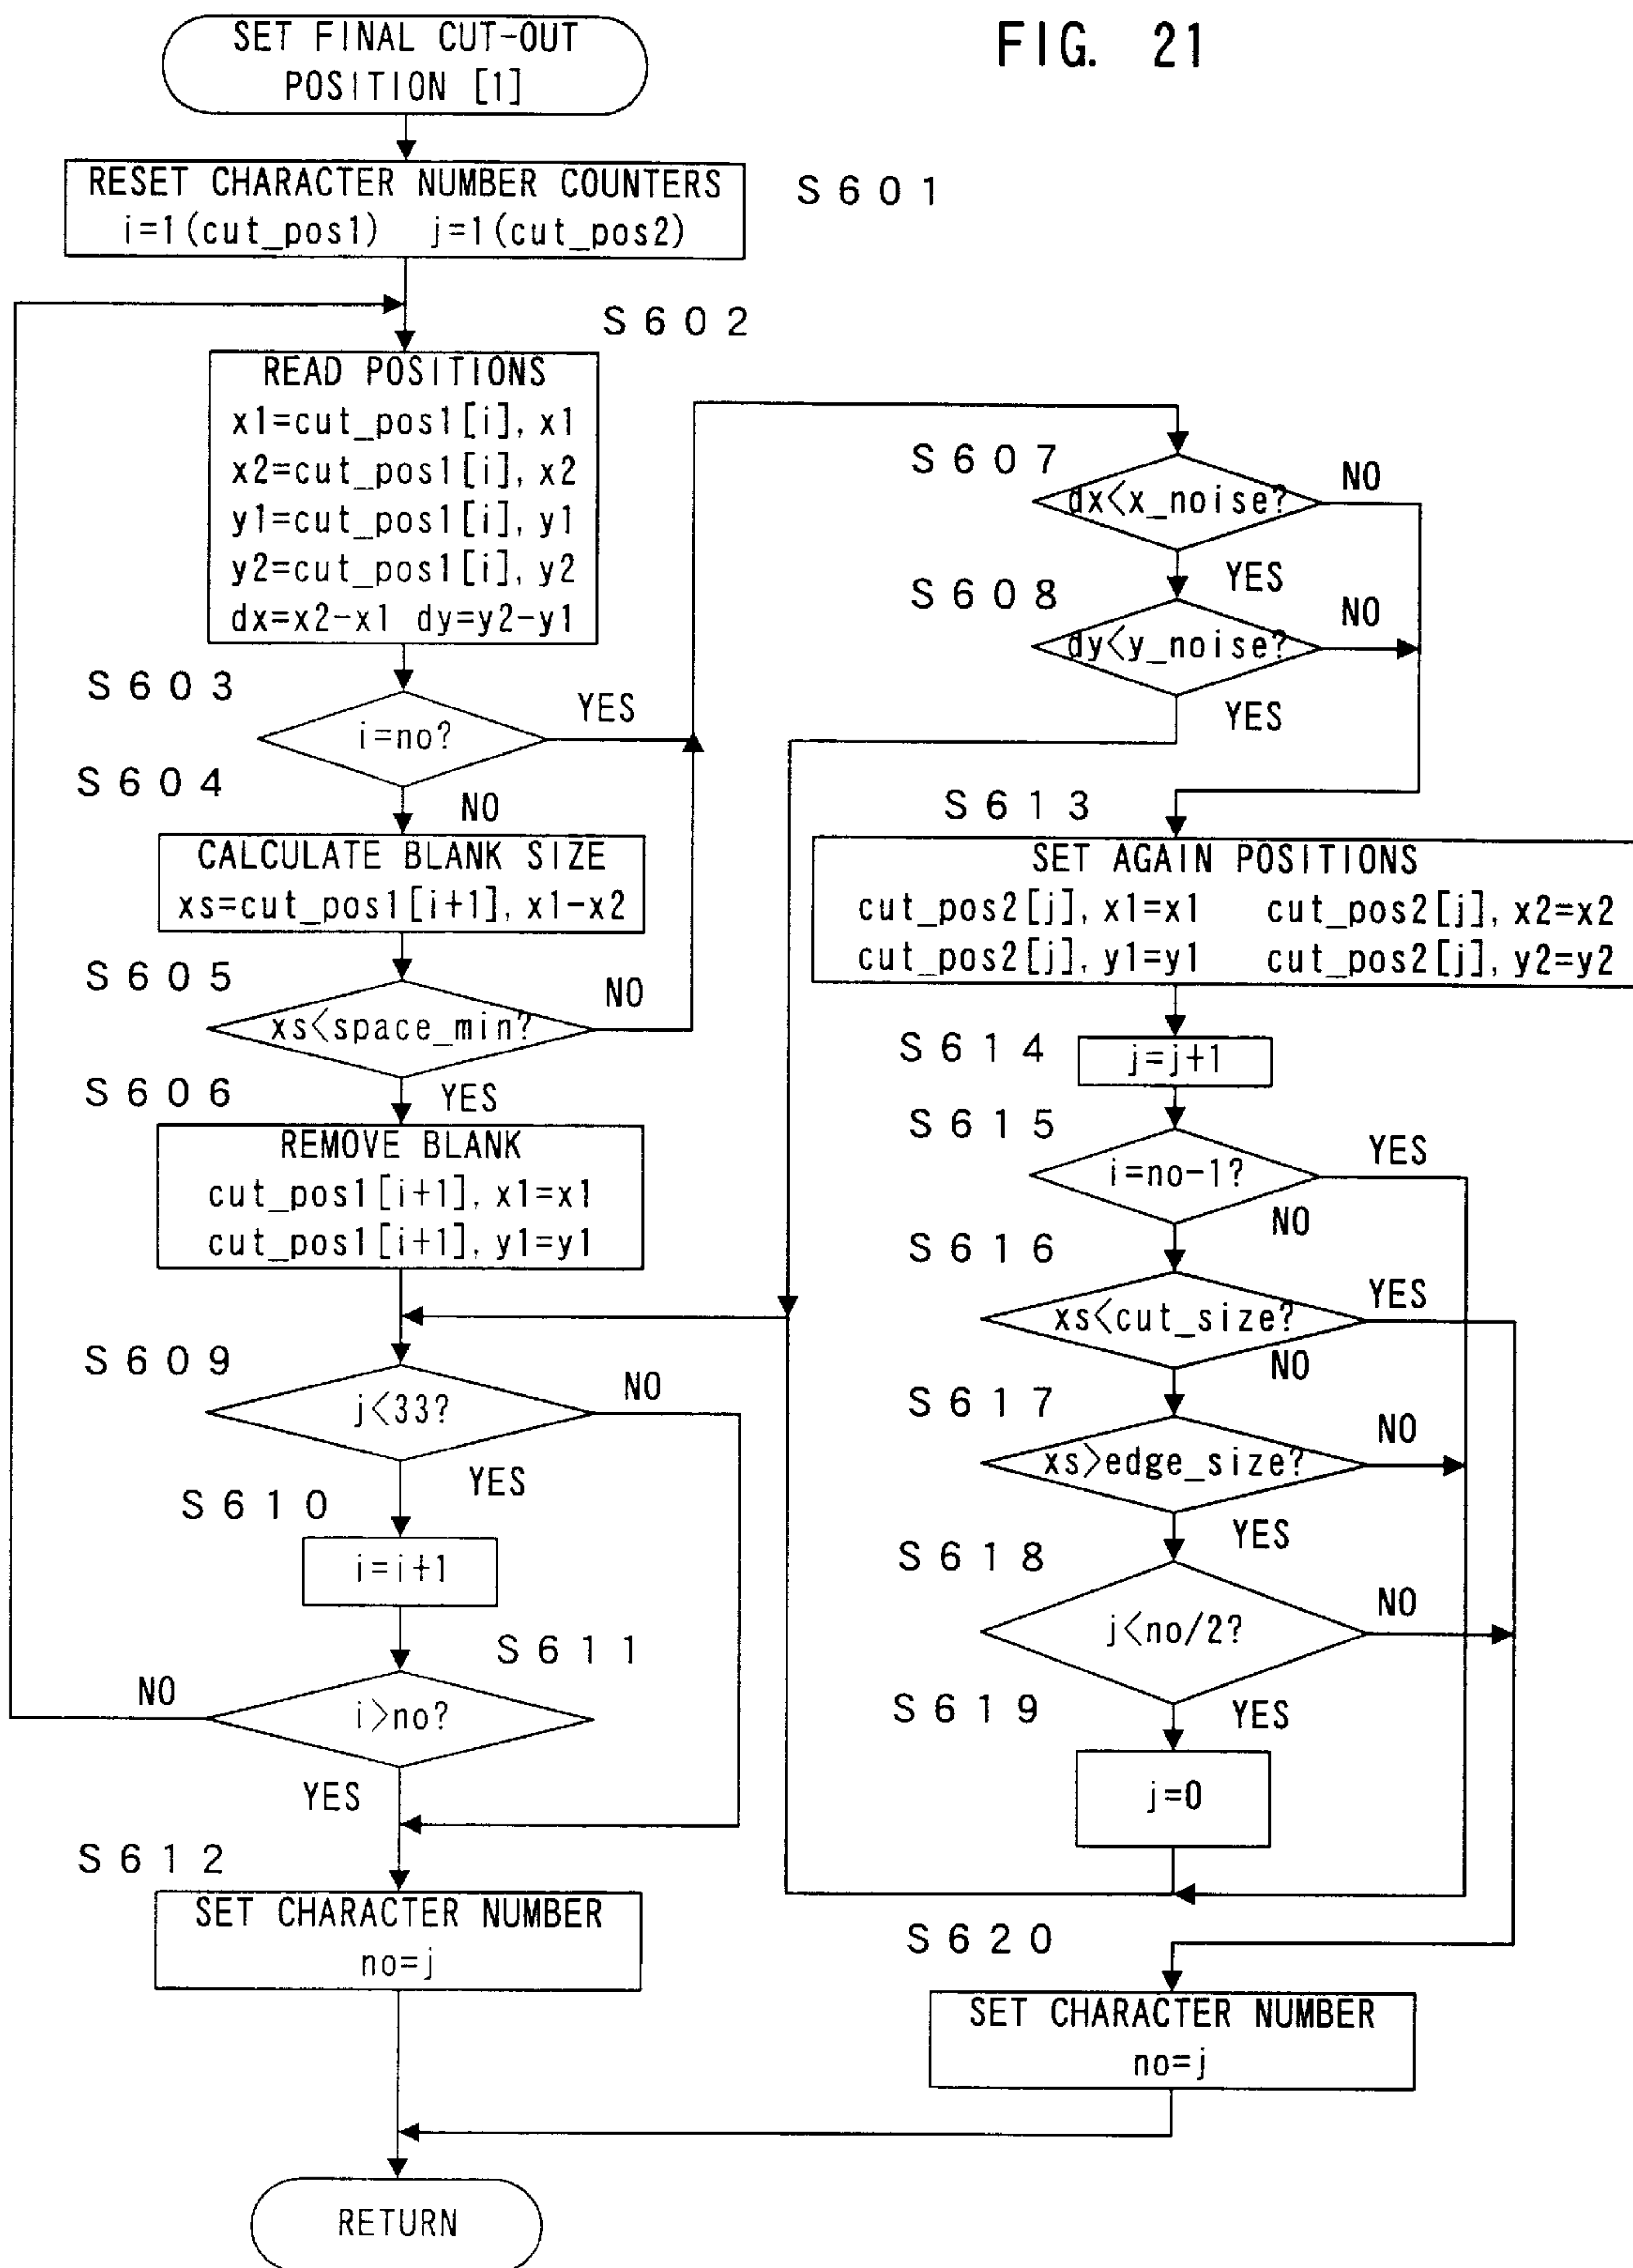 FIG. 21
SET FINAL CUT-OUT
POSITION [1]
RESET CHARACTER NUMBER COUNTERS
i=1(cut_pos1) j=1(cut_pos2)
S601
S602
READ POSITIONS
x1=cut_pos1[i], x1
x2=cut_pos1[i], x2
y1=cut_pos1[i], y1
y2=cut_pos1[i], y2
dx=x2-x1 dy=y2-y1
S603
i=no?
YES
S604
NO
CALCULATE BLANK SIZE
xs=cut_pos1[i+1], x1-x2
S605
xs<space_min?
NO
S606
YES
REMOVE BLANK
cut_pos1[i+1], x1=x1
cut_pos1[i+1], y1=y1
S609
j<33?
NO
YES
S610
i=i+1
S611
i>no?
NO
YES
S612
SET CHARACTER NUMBER
no=j
RETURN
S607
dx<x_noise?
NO
YES
S608
dy<y_noise?
NO
YES
S613
SET AGAIN POSITIONS
cut_pos2[j], x1=x1 cut_pos2[j], x2=x2
cut_pos2[j], y1=y1 cut_pos2[j], y2=y2
S614
j=j+1
S615
i=no-1?
YES
NO
S616
xs<cut_size?
YES
NO
S617
xs>edge_size?
NO
YES
S618
j<no/2?
NO
S619
YES
j=0
S620
SET CHARACTER NUMBER
no=j